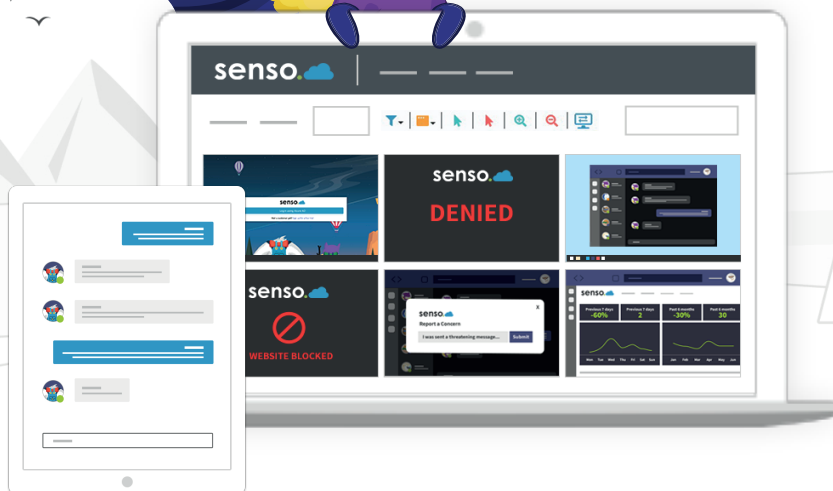 senso.
senso.
senso.
DENIED
senso.
WEBSITE BLOCKED
senso.
x
Report a Concern
I was sent a threatening message...
Submit
senso.
Previous 7 days
-60%
Previous 7 days
2
Past 6 months
-30%
Past 6 months
30
Mon Tue Wed Thu Fri Sat Sun
Jan Feb Mar Apr May Jun